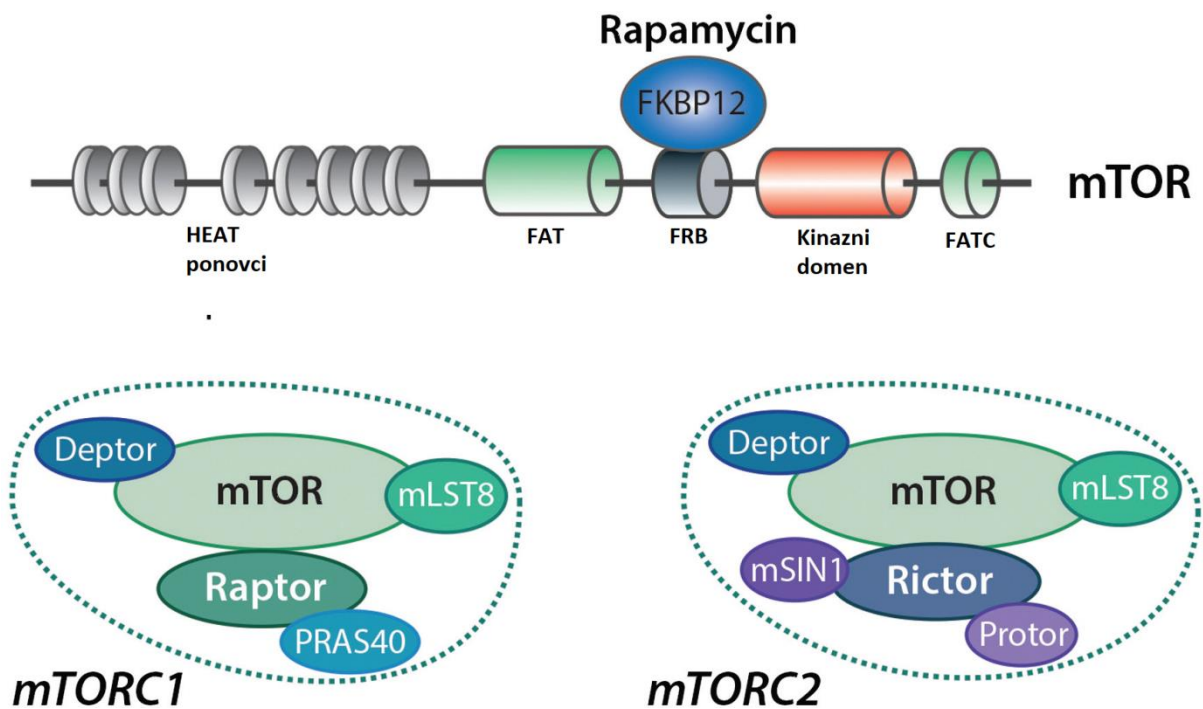 Rapamycin
FKBP12
mTOR
HEAT
ponovci
FAT
FRB
Kinazni
domen
FATC
.
Deptor
mTOR
mLST8
Raptor
PRAS40
mTORC1
Deptor
mTOR
mLST8
mSIN1
Rictor
Protor
mTORC2